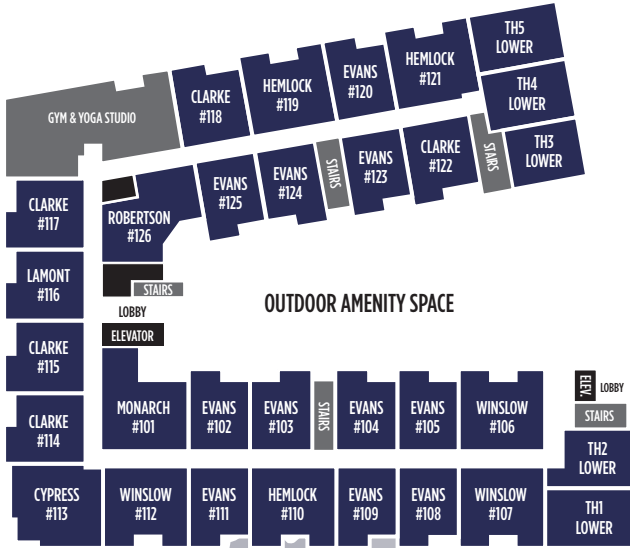 TH5
LOWER
HEMLOCK
#121
EVANS
#120
HEMLOCK
#119
CLARKE
#118
TH4
LOWER
GYM & YOGA STUDIO
TH3
LOWER
CLARKE
#122
STAIRS
EVANS
#123
STAIRS
EVANS
#124
EVANS
#125
CLARKE
#117
ROBERTSON
#126
LAMONT
#116
STAIRS
LOBBY
OUTDOOR AMENITY SPACE
ELEVATOR
CLARKE
#115
ELEV.
LOBBY
MONARCH
#101
EVANS
#102
EVANS
#103
STAIRS
EVANS
#104
EVANS
#105
WINSLOW
#106
STAIRS
CLARKE
#114
TH2
LOWER
CYPRESS
#113
WINSLOW
#112
EVANS
#111
HEMLOCK
#110
EVANS
#109
EVANS
#108
WINSLOW
#107
TH1
LOWER